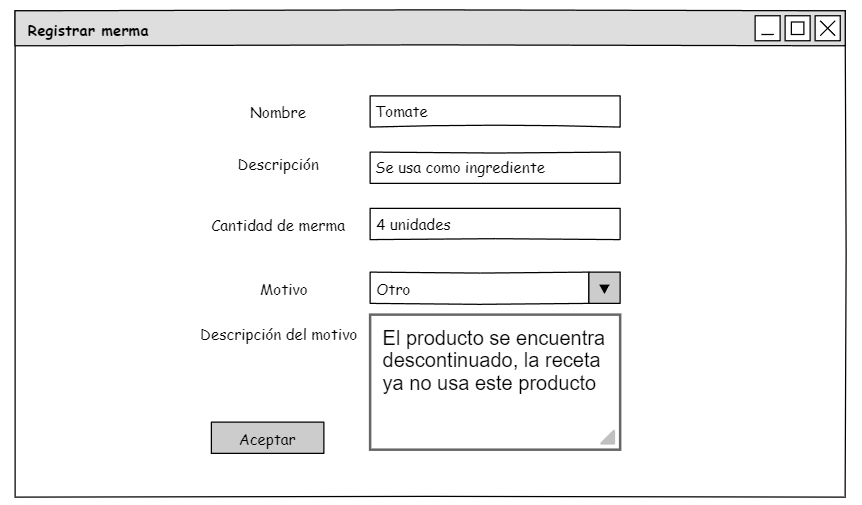 Registrar merma
Nombre
Tomate
Descripción
Se usa como ingrediente
Cantidad de merma
4 unidades
Motivo
Otro
Descripción del motivo
El producto se encuentra
descontinuado, la receta
ya no usa este producto
Aceptar